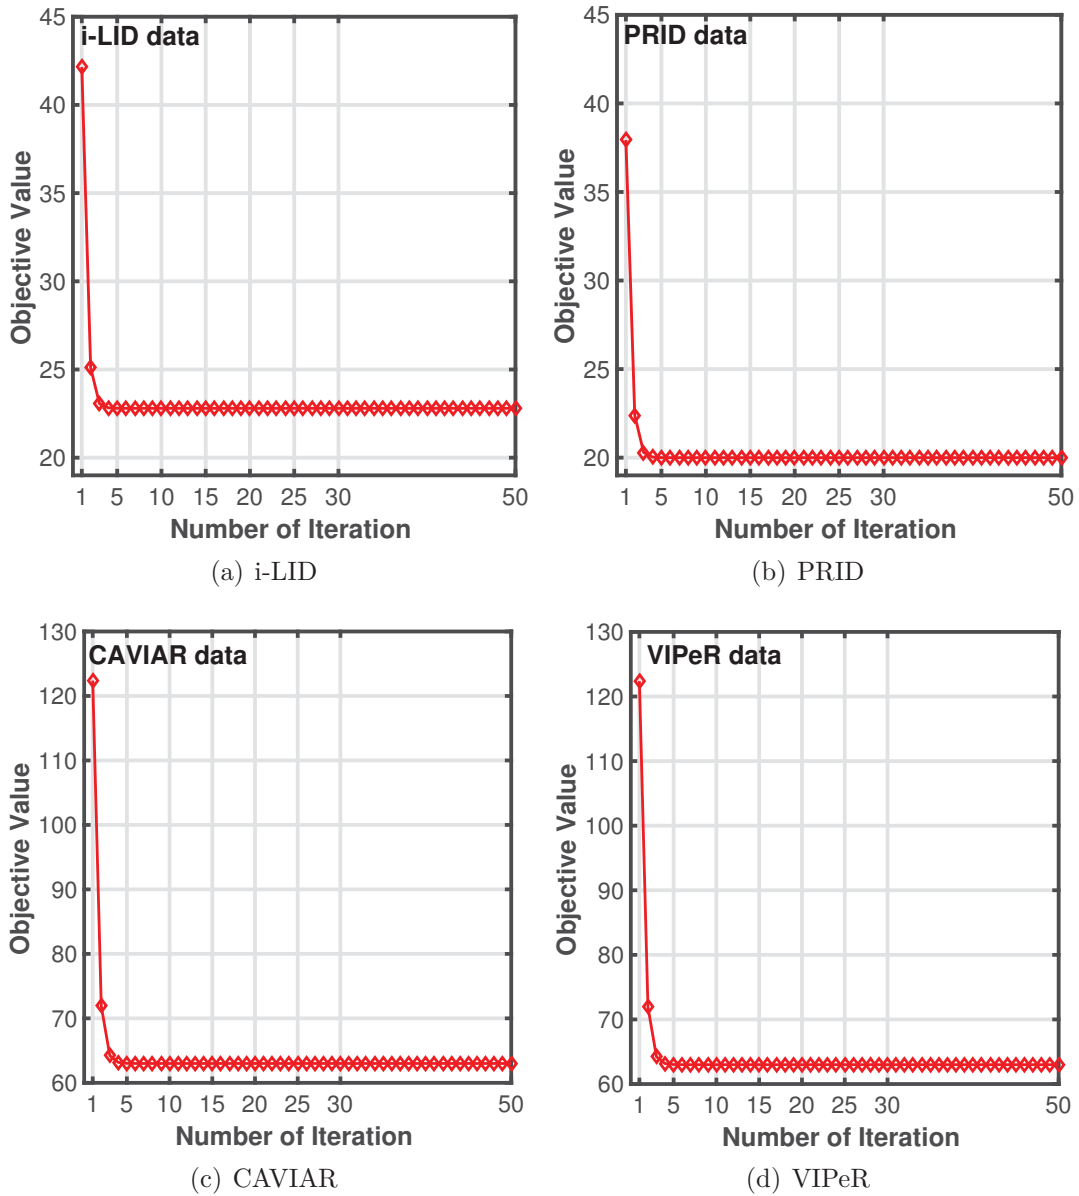 45
i-LID data
40
35
30
25
20
Objective Value
1 5 10 15 20 25 30 50
Number of Iteration
(a) i-LID
45
PRID data
40
35
30
25
20
Objective Value
1 5 10 15 20 25 30 50
Number of Iteration
(b) PRID
130
CAVIAR data
120
110
100
90
80
70
60
Objective Value
1 5 10 15 20 25 30 50
Number of Iteration
(c) CAVIAR
130
VIPeR data
120
110
100
90
80
70
60
Objective Value
1 5 10 15 20 25 30 50
Number of Iteration
(d) VIPeR